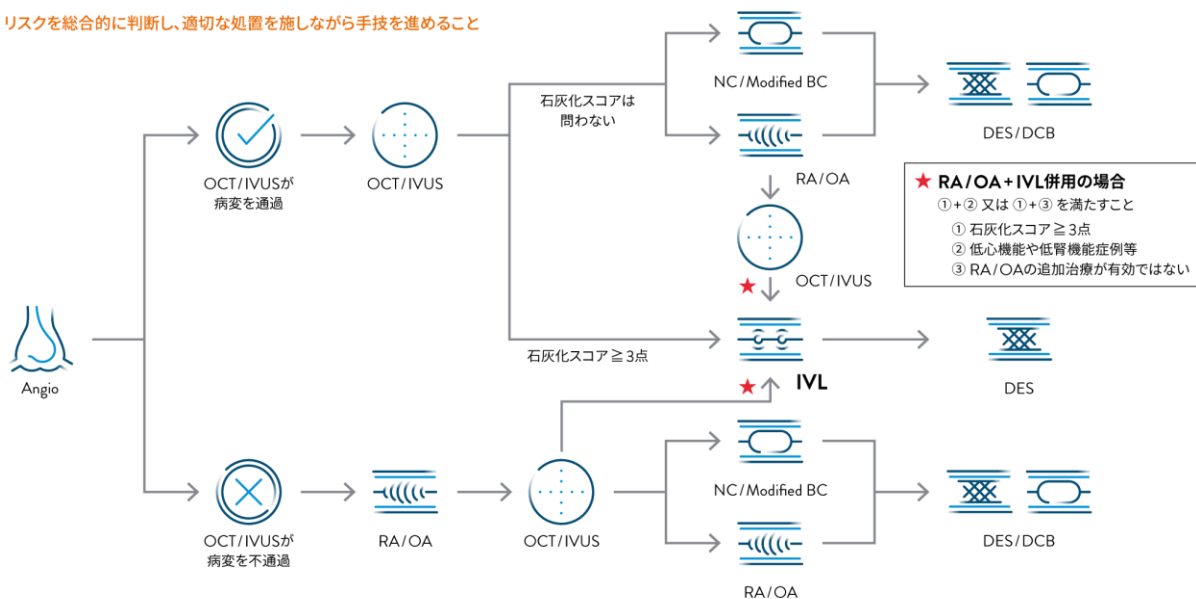 リスクを総合的に判断し、適切な処置を施しながら手技を進めること
OCT/IVUSが
病変を通過
OCT/IVUS
石灰化スコアは
問わない
NC/Modified BC
RA/OA
DES/DCB
★ RA/OA+IVL併用の場合
①+② 又は ①+③ を満たすこと
① 石灰化スコア≧3点
② 低心機能や低腎機能症例等
③ RA/OAの追加治療が有効ではない
OCT/IVUS
★
石灰化スコア≧3点
★
IVL
DES
Angio
OCT/IVUSが
病変を不通過
RA/OA
OCT/IVUS
NC/Modified BC
RA/OA
DES/DCB